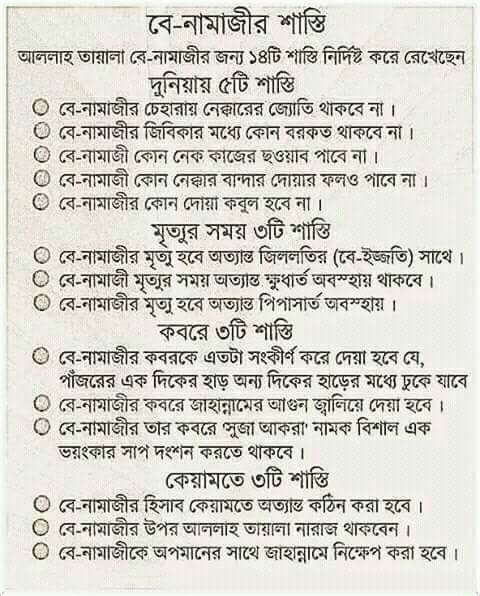 বে-নামাজীর শাস্তি
আললাহ তায়ালা বে-নামাজীর জন্য ১৪টি শাস্তি নির্দিষ্ট করে রেখেছেন
দুনিয়ায় ৫টি শাস্তি
বে-নামাজীর চেহারায় নেক্কারের জ্যোতি থাকবে না ।
বে-নামাজীর জিবিকার মধ্যে কোন বরকত থাকবে না ।
বে-নামাজী কোন নেক কাজের ছওয়াব পাবে না ।
বে-নামাজী কোন নেক্কার বান্দার দোয়ার ফলও পাবে না ।
বে-নামাজীর কোন দোয়া কবুল হবে না ।
মৃত্যুর সময় ৩টি শাস্তি
বে-নামাজীর মৃত্যু হবে অত্যান্ত জিললতির (বে-ইজ্জতি) সাথে ।
বে-নামাজী মৃত্যুর সময় অত্যান্ত ক্ষুধার্ত অবস্হায় থাকবে ।
বে-নামাজীর মৃত্যু হবে অত্যান্ত পিপাসার্ত অবস্হায় ।
কবরে ৩টি শাস্তি
বে-নামাজীর কবরকে এতটা সংকীর্ণ করে দেয়া হবে যে,
পাঁজরের এক দিকের হাড় অন্য দিকের হাড়ের মধ্যে ঢুকে যাবে
বে-নামাজীর কবরে জাহান্নামের আগুন জ্বালিয়ে দেয়া হবে ।
বে-নামাজীর তার কবরে 'সুজা আকরা' নামক বিশাল এক
ভয়ংকার সাপ দংশন করতে থাকবে ।
কেয়ামতে ৩টি শাস্তি
বে-নামাজীর হিসাব কেয়ামতে অত্যান্ত কঠিন করা হবে ।
বে-নামাজীর উপর আললাহ তায়ালা নারাজ থাকবেন ।
বে-নামাজীকে অপমানের সাথে জাহান্নামে নিক্ষেপ করা হবে ।